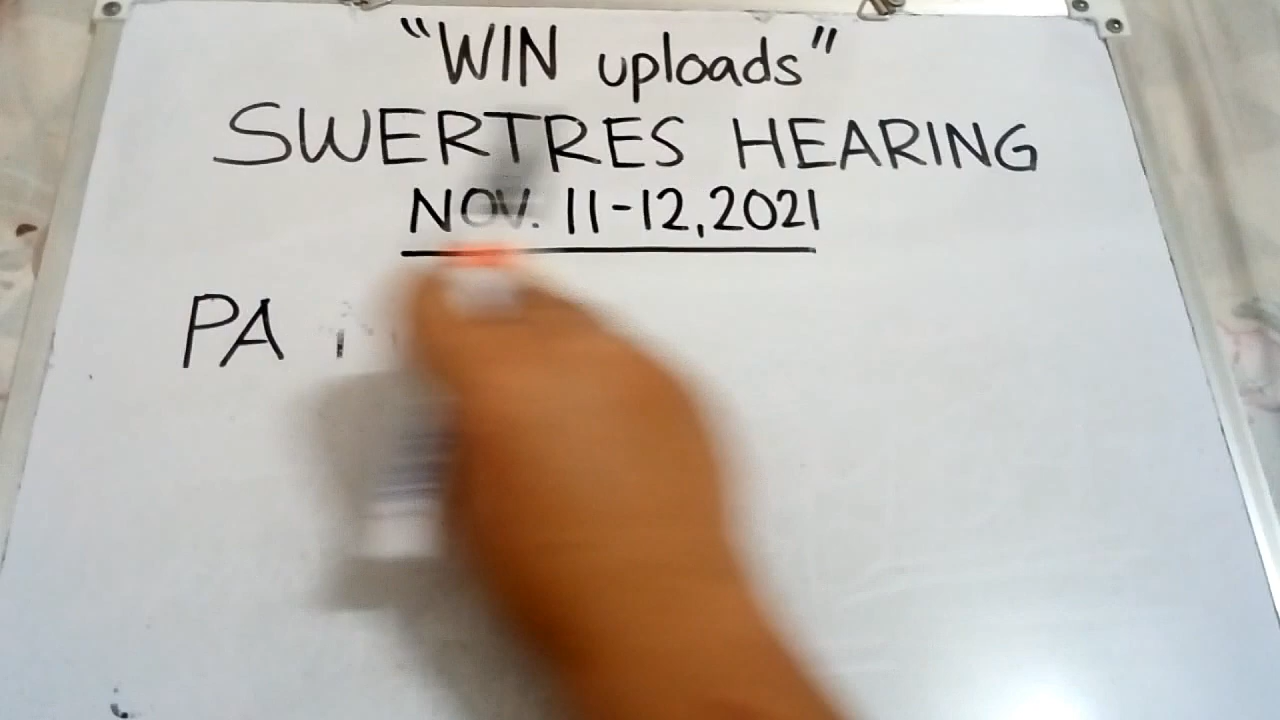 “WIN uploads”
SWERTRES HEARING
NOV. 11-12,2021
PA